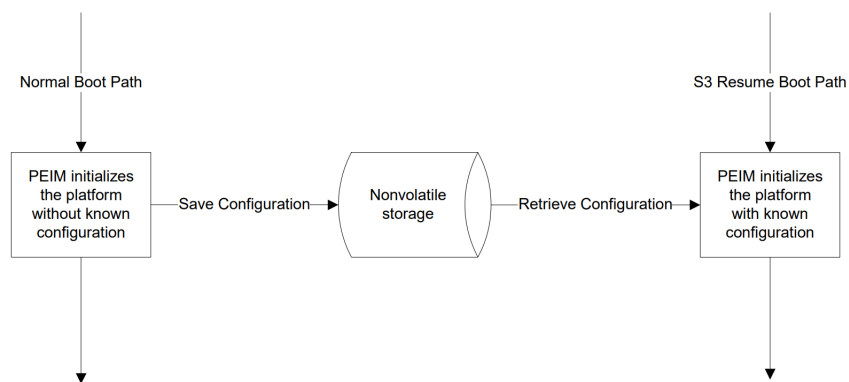 Normal Boot Path
S3 Resume Boot Path
PEIM initializes
the platform
without known
configuration
Save Configuration
Nonvolatile
storage
Retrieve Configuration
PEIM initializes
the platform
with known
configuration